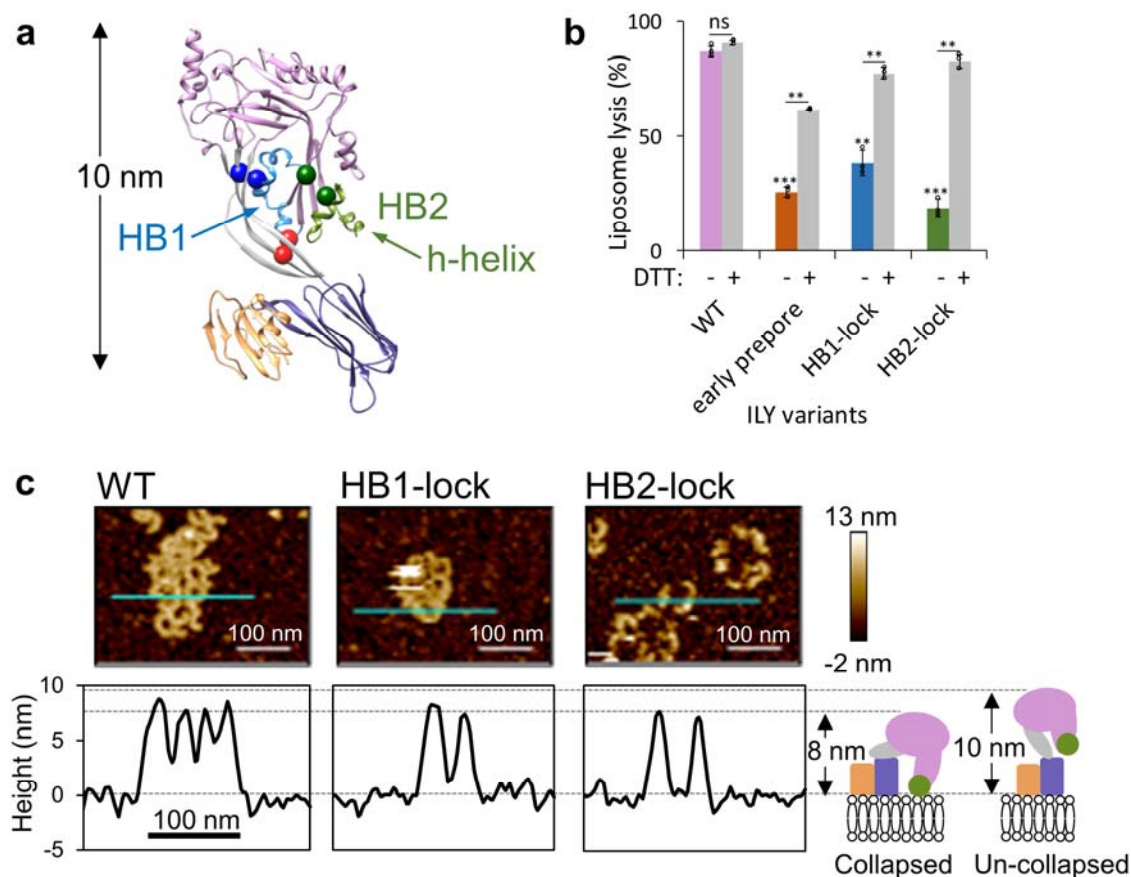 a
10 nm
HB1
HB2
h-helix
b
Liposome lysis (%)
100
50
0
ns
**
***
**
**
**
***
DTT: - + - + - + - +
WT
early prepore
HB1-lock
HB2-lock
ILY variants
c
WT
HB1-lock
HB2-lock
100 nm
100 nm
100 nm
13 nm
-2 nm
Height (nm)
10
5
0
-5
100 nm
8 nm
10 nm
Collapsed
Un-collapsed